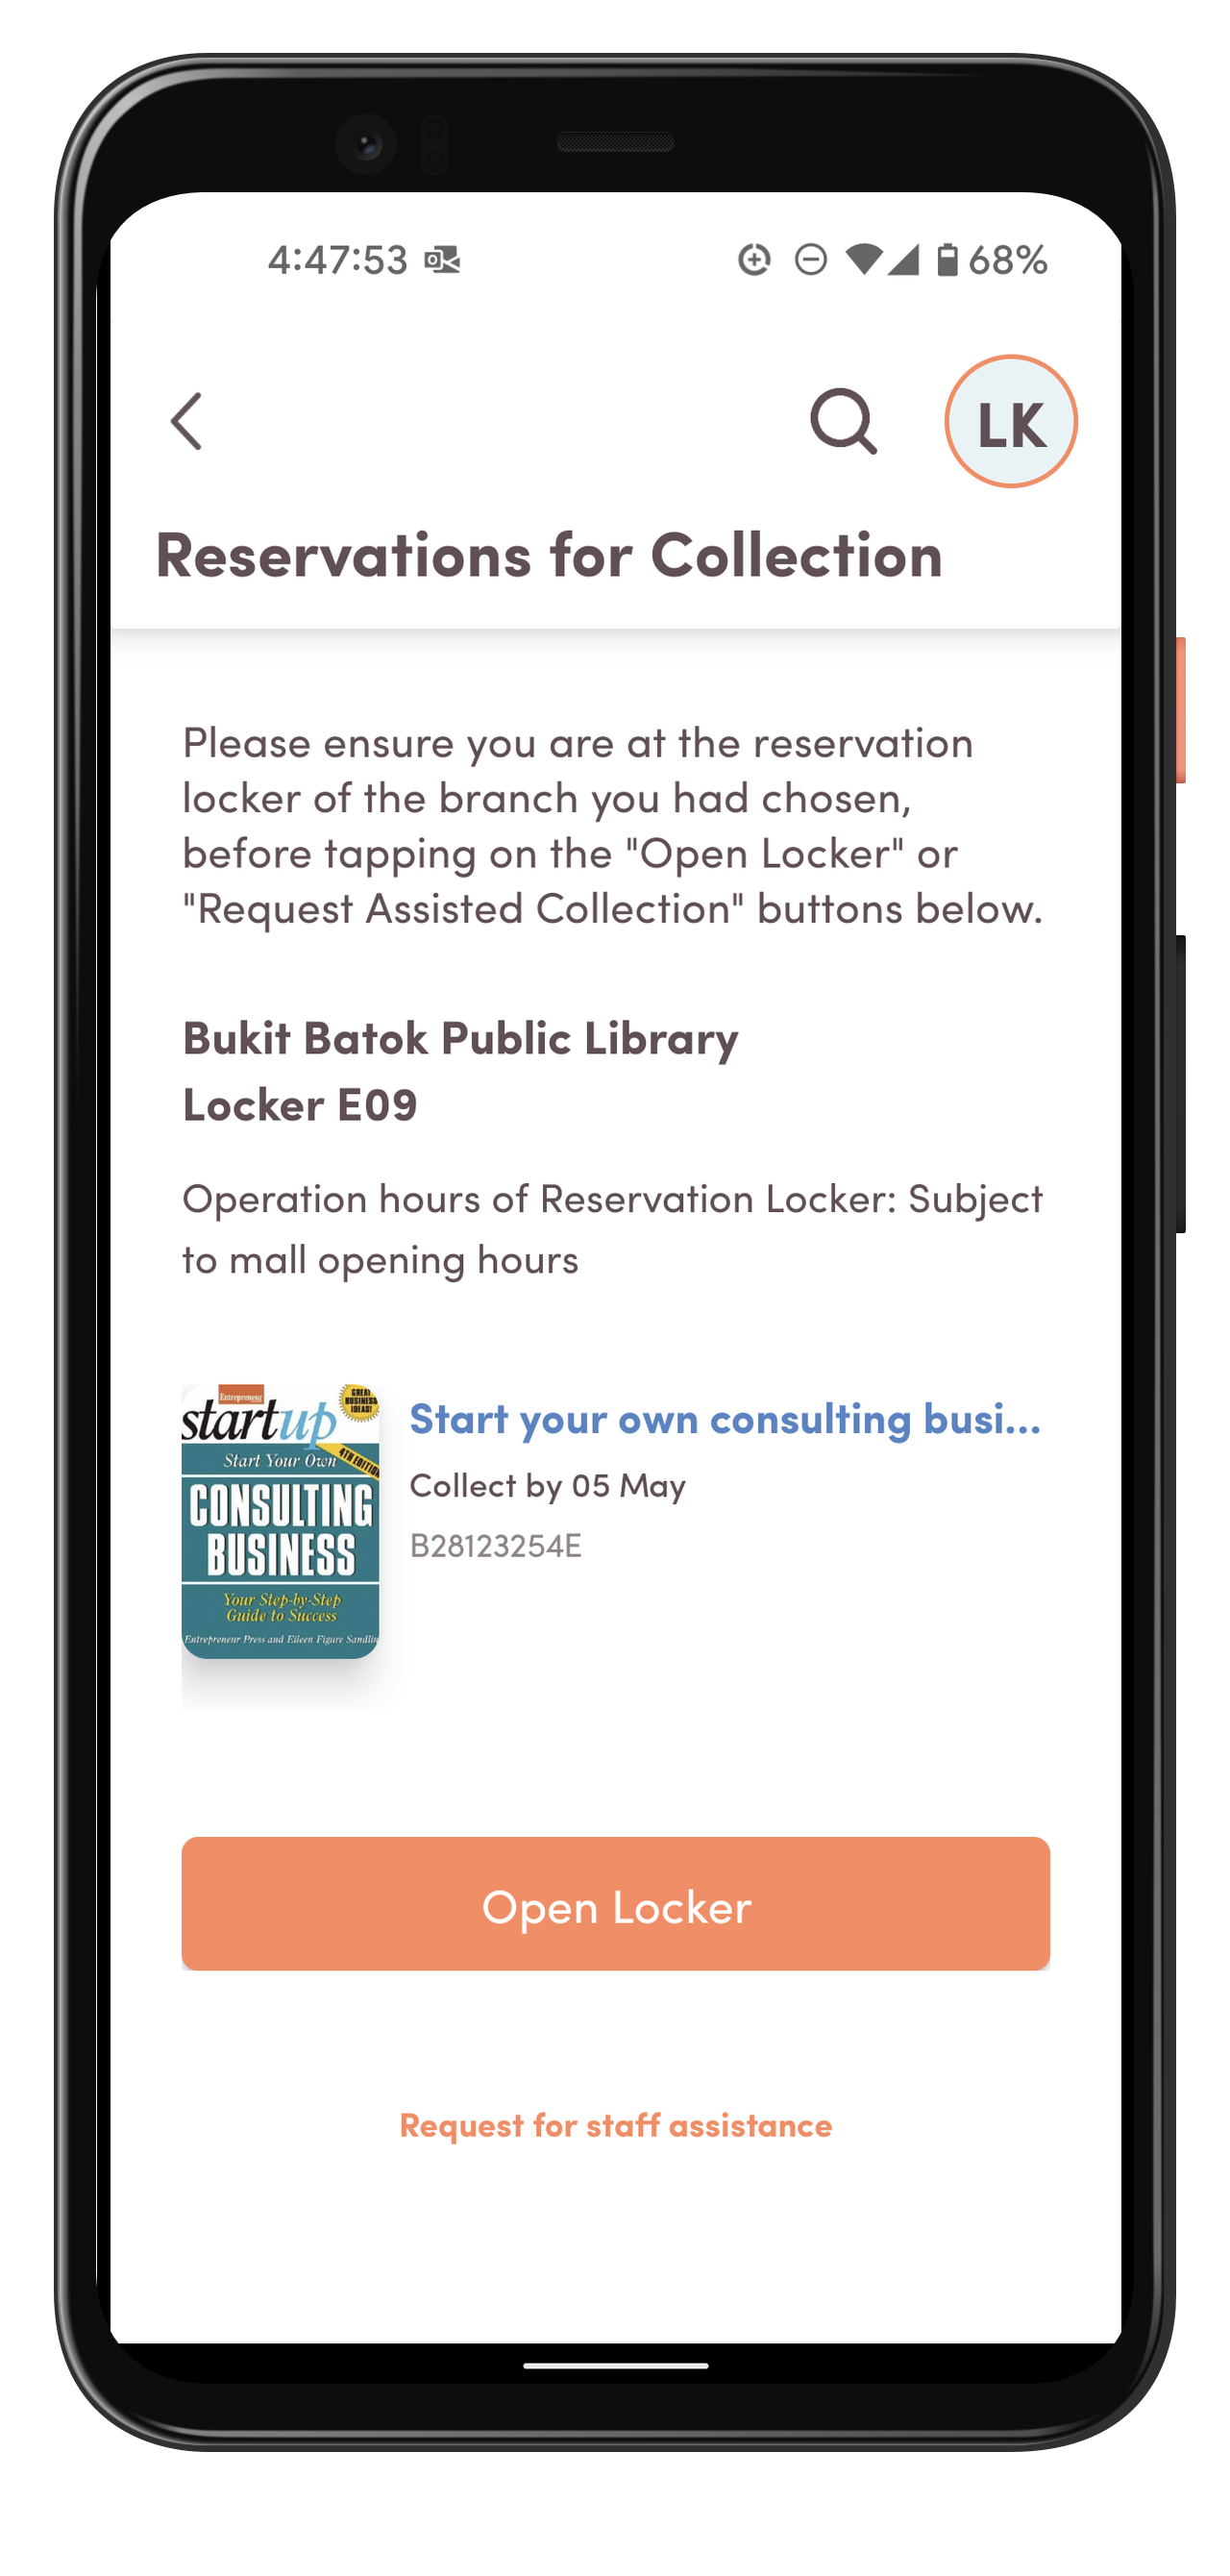 4:47:53
68%
LK
Reservations for Collection
Please ensure you are at the reservation
locker of the branch you had chosen,
before tapping on the "Open Locker" or
"Request Assisted Collection" buttons below.
Bukit Batok Public Library
Locker E09
Operation hours of Reservation Locker: Subject
to mall opening hours
Entrepreneur
startup
GREAT
BUSINESS
IDEAS!
Start Your Own
4TH EDITION
CONSULTING
BUSINESS
Your Step-by-Step
Guide to Success
Entrepreneur Press and Eileen Figure Sandlin
Start your own consulting busi...
Collect by 05 May
B28123254E
Open Locker
Request for staff assistance